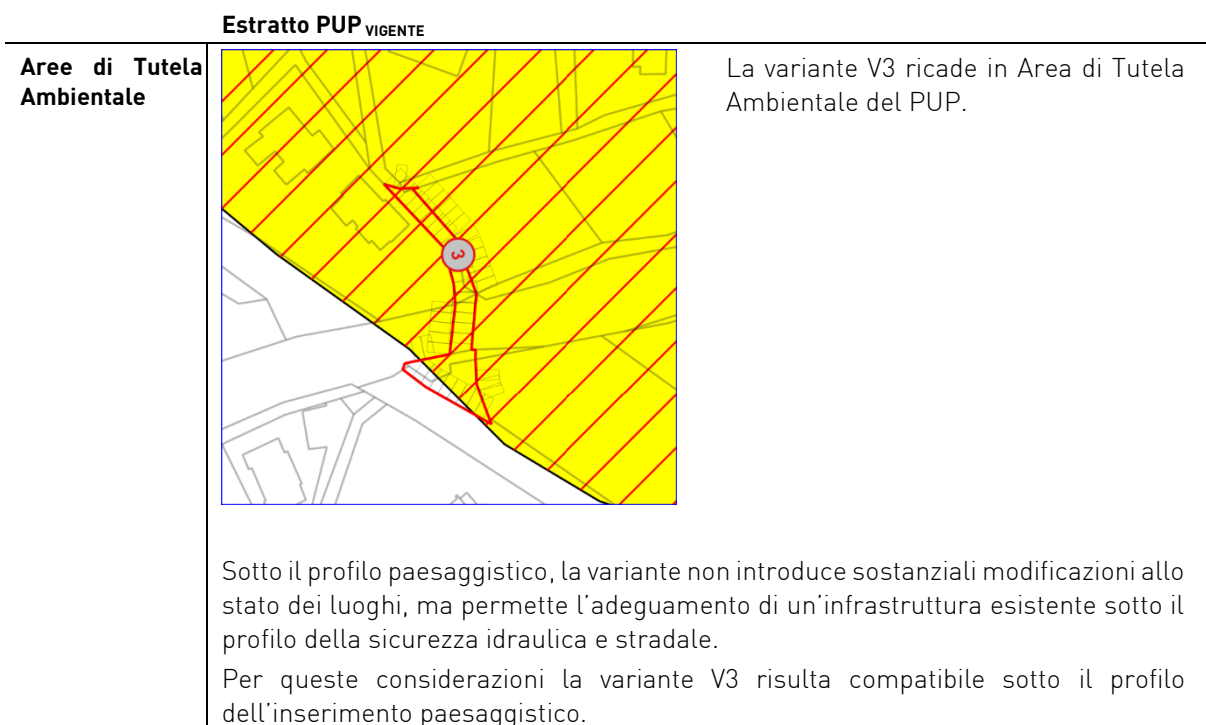 Estratto PUP VIGENTE
Aree di Tutela
Ambientale
La variante V3 ricade in Area di Tutela
Ambientale del PUP.
3
Sotto il profilo paesaggistico, la variante non introduce sostanziali modificazioni allo
stato dei luoghi, ma permette l’adeguamento di un’infrastruttura esistente sotto il
profilo della sicurezza idraulica e stradale.
Per queste considerazioni la variante V3 risulta compatibile sotto il profilo
dell’inserimento paesaggistico.